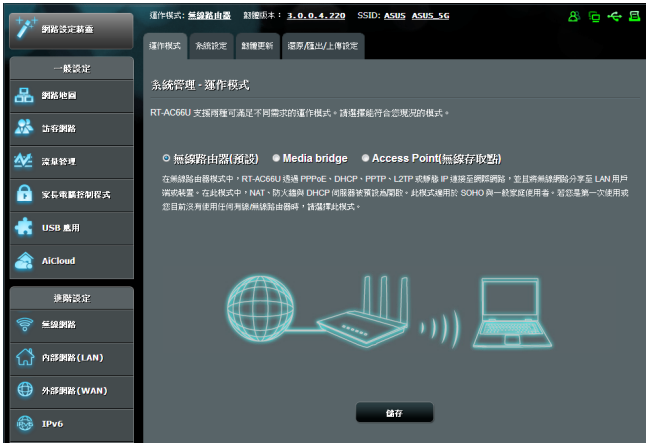 運作模式: 無線路由器 韌體版本： 3.0.0.4.220 SSID: ASUS ASUS_5G
網路設定精靈
運作模式 系統設定 韌體更新 還原/匯出/上傳設定
一般設定
網路地圖
訪客網路
流量管理
家長電腦控制程式
USB 應用
AiCloud
進階設定
無線網路
內部網路(LAN)
外部網路(WAN)
IPv6
系統管理 - 運作模式
RT-AC66U 支援兩種可滿足不同需求的運作模式。請選擇能符合您現況的模式。
無線路由器(預設) Media bridge Access Point(無線存取點)
在無線路由器模式中，RT-AC66U 透過 PPPoE、DHCP、PPTP、L2TP 或靜態 IP 連接至網際網路，並且將無線網路分享至 LAN 用戶
端或裝置。在此模式中，NAT、防火牆與 DHCP 伺服器被預設為開啟。此模式適用於 SOHO 與一般家庭使用者。若您是第一次使用或
您目前沒有使用任何有線/無線路由器時，請選擇此模式。
儲存